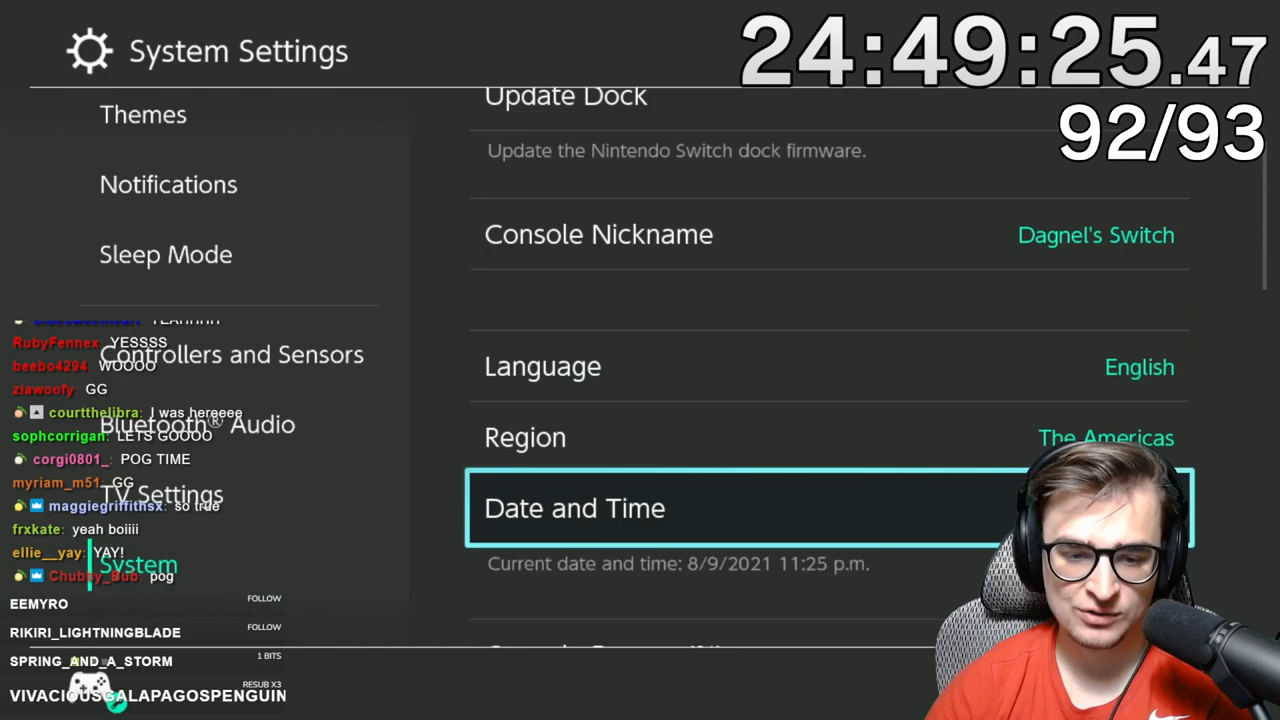 System Settings
24:49:25.47
92/93
Themes
Notifications
Sleep Mode
Controllers and Sensors
Bluetooth® Audio
TV Settings
System
Update Dock
Update the Nintendo Switch dock firmware.
Console Nickname
Dagnel's Switch
Language
English
Region
The Americas
Date and Time
Current date and time: 8/9/2021 11:25 p.m.
RubyFennex: YESSSS
beebo4294: WOOOO
ziawoofy: GG
courtthelibra: I was hereeee
sophcorrigan: LETS GOOOO
corgi0801_: POG TIME
myriam_m51: GG
maggiegriffithsx: so true
frxkate: yeah boiiii
ellie__yay: YAY!
Chubby_Bub: pog
EEMYRO FOLLOW
RIKIRI_LIGHTNINGBLADE FOLLOW
SPRING_AND_A_STORM 1 BITS
VIVACIOUSGALAPAGOSPENGUIN RESUB X3